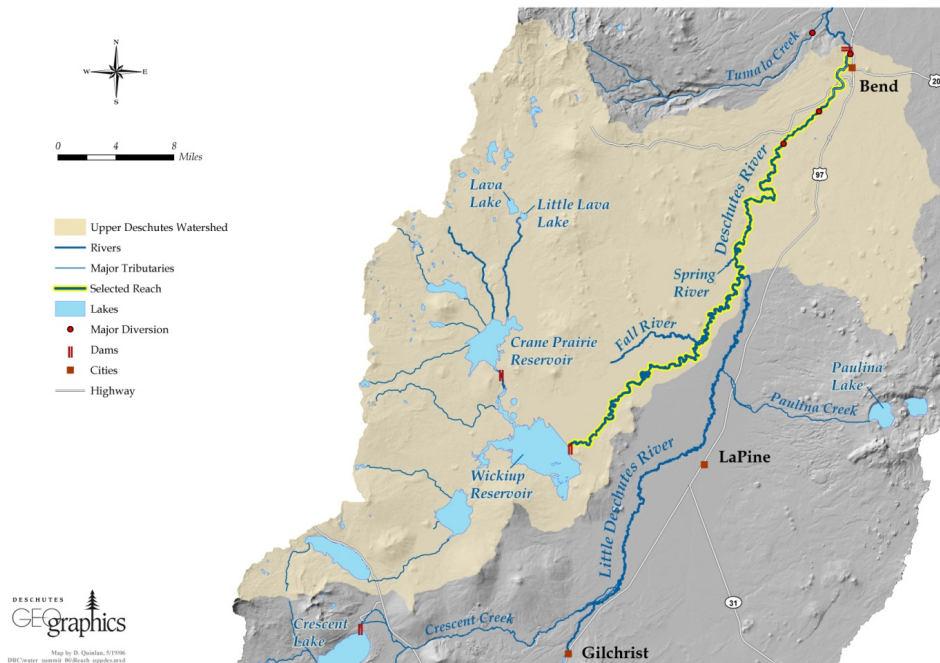 N
W E
S
0 4 8
Miles
Upper Deschutes Watershed
Rivers
Major Tributaries
Selected Reach
Lakes
Major Diversion
Dams
Cities
Highway
Tumalo Creek
Bend
20
97
Lava
Lake
Little Lava
Lake
Deschutes River
Spring
River
Fall River
Crane Prairie
Reservoir
Paulina
Lake
Paulina Creek
LaPine
Wickiup
Reservoir
Little Deschutes River
31
Crescent Creek
Crescent
Lake
Gilchrist
DESCHUTES
GEOgraphics
Map by D. Quinlan, 5/19/06